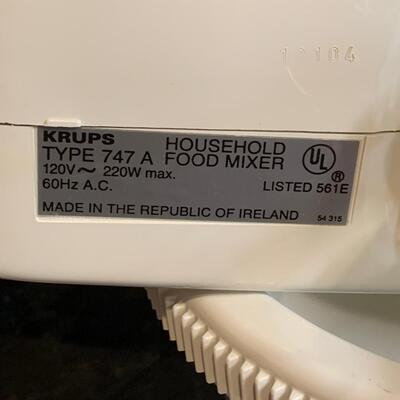 KRUPS
TYPE 747 A
120V~ 220W max.
60Hz A.C.
HOUSEHOLD
FOOD MIXER
UL
®
LISTED 561E
MADE IN THE REPUBLIC OF IRELAND
54 315